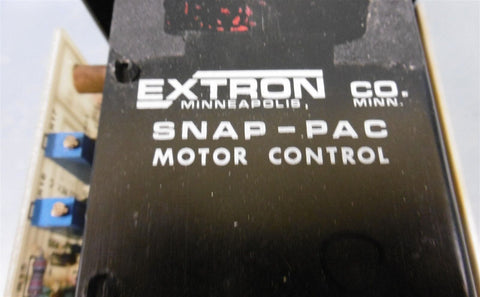 EXTRON CO.
MINNEAPOLIS, MINN.
SNAP-PAC
MOTOR CONTROL